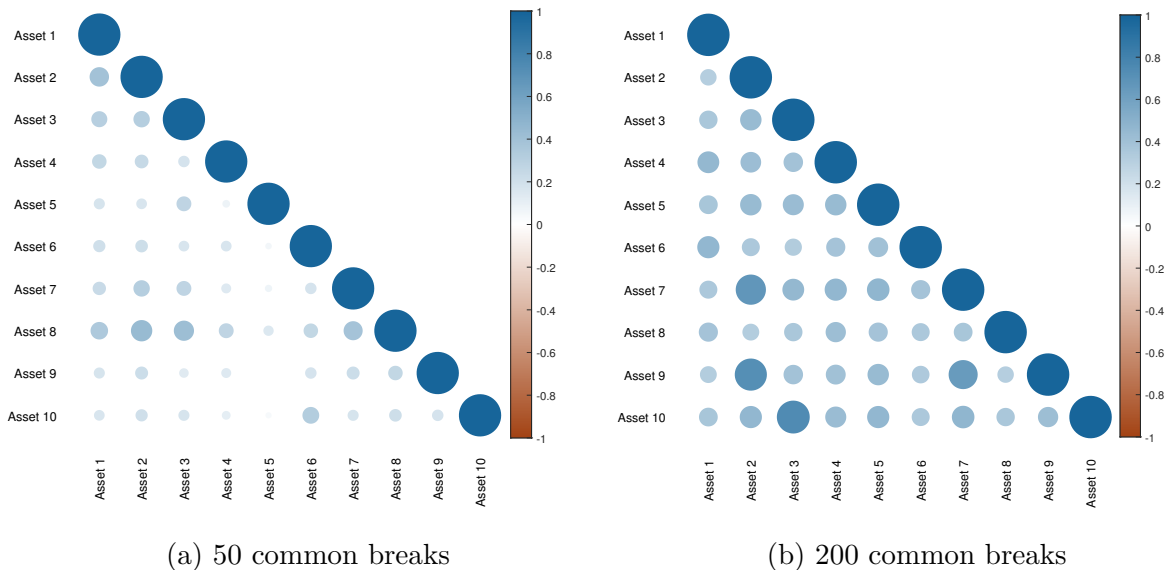 Asset 1
Asset 2
Asset 3
Asset 4
Asset 5
Asset 6
Asset 7
Asset 8
Asset 9
Asset 10
Asset 1
Asset 2
Asset 3
Asset 4
Asset 5
Asset 6
Asset 7
Asset 8
Asset 9
Asset 10
1
0.8
0.6
0.4
0.2
0
-0.2
-0.4
-0.6
-0.8
-1
(a) 50 common breaks
Asset 1
Asset 2
Asset 3
Asset 4
Asset 5
Asset 6
Asset 7
Asset 8
Asset 9
Asset 10
Asset 1
Asset 2
Asset 3
Asset 4
Asset 5
Asset 6
Asset 7
Asset 8
Asset 9
Asset 10
1
0.8
0.6
0.4
0.2
0
-0.2
-0.4
-0.6
-0.8
-1
(b) 200 common breaks